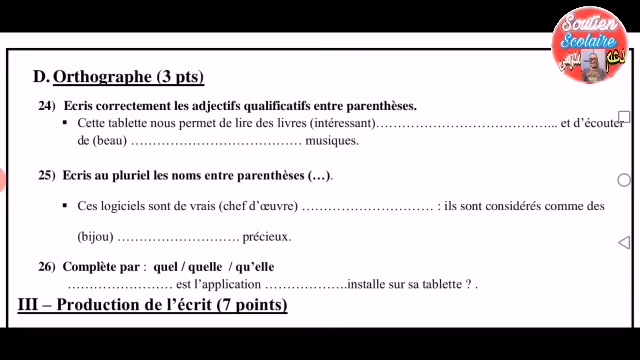 Soutien
Scolaire
D. Orthographe (3 pts)
24) Ecris correctement les adjectifs qualificatifs entre parenthèses.
▪ Cette tablette nous permet de lire des livres (intéressant)………………………………….. et d’écouter
de (beau) …………………………………… musiques.
25) Ecris au pluriel les noms entre parenthèses (…).
▪ Ces logiciels sont de vrais (chef d’œuvre) …………………………… : ils sont considérés comme des
(bijou) ………………………… précieux.
26) Complète par : quel / quelle / qu’elle
…………………… est l’application ………………..installe sur sa tablette ? .
III – Production de l’écrit (7 points)